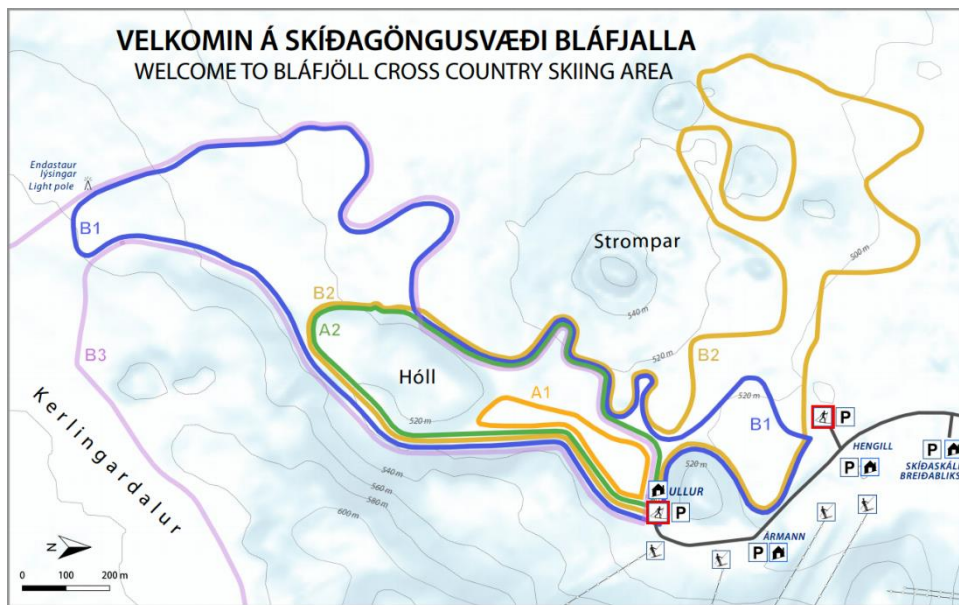 VELKOMIN Á SKÍÐAGÖNGUSVÆÐI BLÁFJALLA
WELCOME TO BLÁFJÖLL CROSS COUNTRY SKIING AREA
Endastaur
lýsingar
Light pole
B1
Strompar
500 m
540 m
B2
A2
B3
Hóll
520 m
520 m
B2
A1
520 m
B1
P
HENGILL
P
P
SKÍÐASKÁLI
BREIÐABLIKS
Kerlingardalur
540 m
560 m
580 m
600 m
520 m
ULLUR
P
ÁRMANN
P
N
0 100 200 m